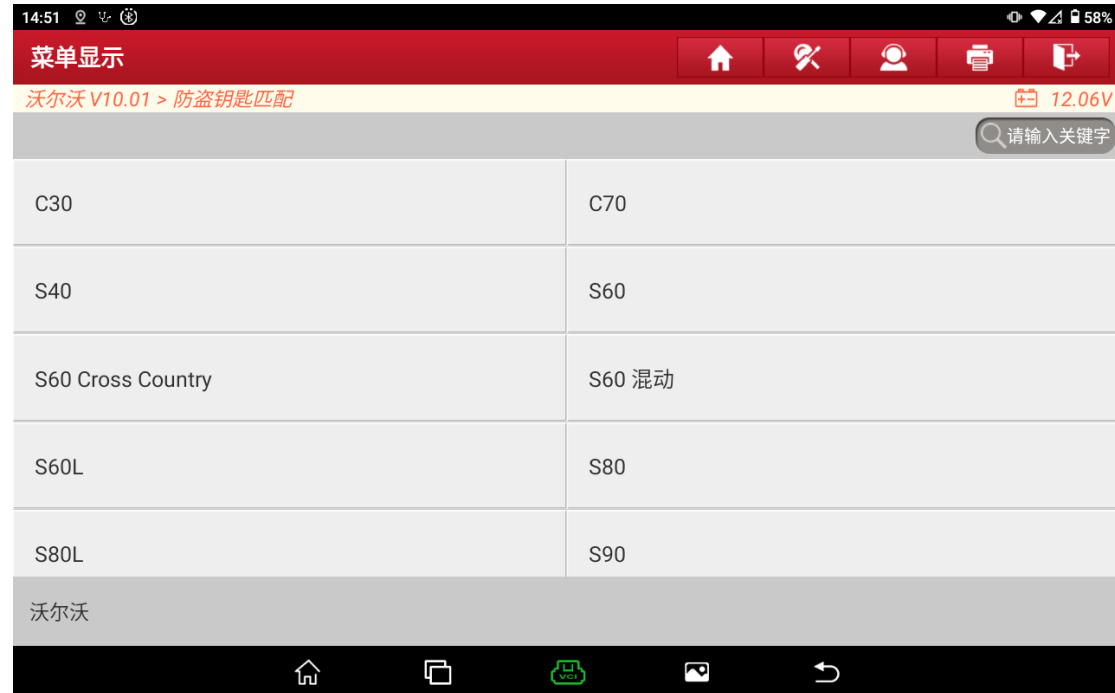 14:51 58%
菜单显示
沃尔沃 V10.01 > 防盗钥匙匹配 12.06V
请输入关键字
C30 C70
S40 S60
S60 Cross Country S60 混动
S60L S80
S80L S90
沃尔沃
VCI